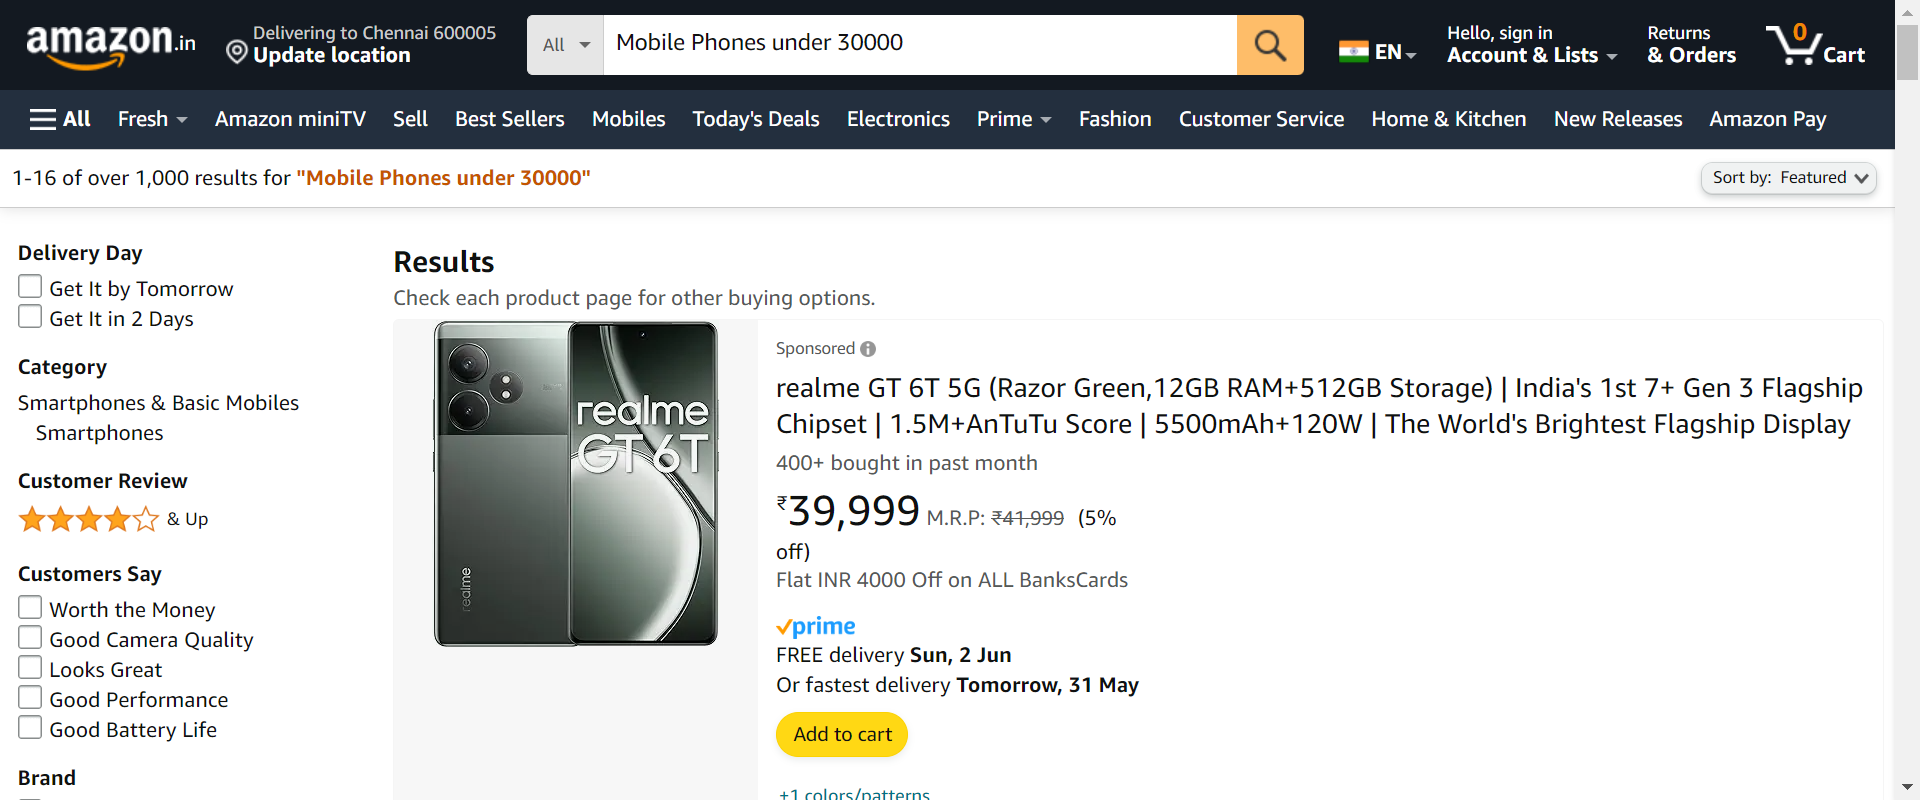 amazon.in
Delivering to Chennai 600005
Update location
All
Mobile Phones under 30000
EN
Hello, sign in
Account & Lists
Returns
& Orders
0
Cart
All
Fresh
Amazon miniTV
Sell
Best Sellers
Mobiles
Today's Deals
Electronics
Prime
Fashion
Customer Service
Home & Kitchen
New Releases
Amazon Pay
1-16 of over 1,000 results for "Mobile Phones under 30000"
Sort by: Featured
Delivery Day
Get It by Tomorrow
Get It in 2 Days
Category
Smartphones & Basic Mobiles
Smartphones
Customer Review
& Up
Customers Say
Worth the Money
Good Camera Quality
Looks Great
Good Performance
Good Battery Life
Brand
Results
Check each product page for other buying options.
realme
GT 6T
realme
Sponsored
realme GT 6T 5G (Razor Green,12GB RAM+512GB Storage) | India's 1st 7+ Gen 3 Flagship
Chipset | 1.5M+AnTuTu Score | 5500mAh+120W | The World's Brightest Flagship Display
400+ bought in past month
₹39,999 M.R.P: ₹41,999 (5%
off)
Flat INR 4000 Off on ALL BanksCards
prime
FREE delivery Sun, 2 Jun
Or fastest delivery Tomorrow, 31 May
Add to cart
+1 colors/patterns